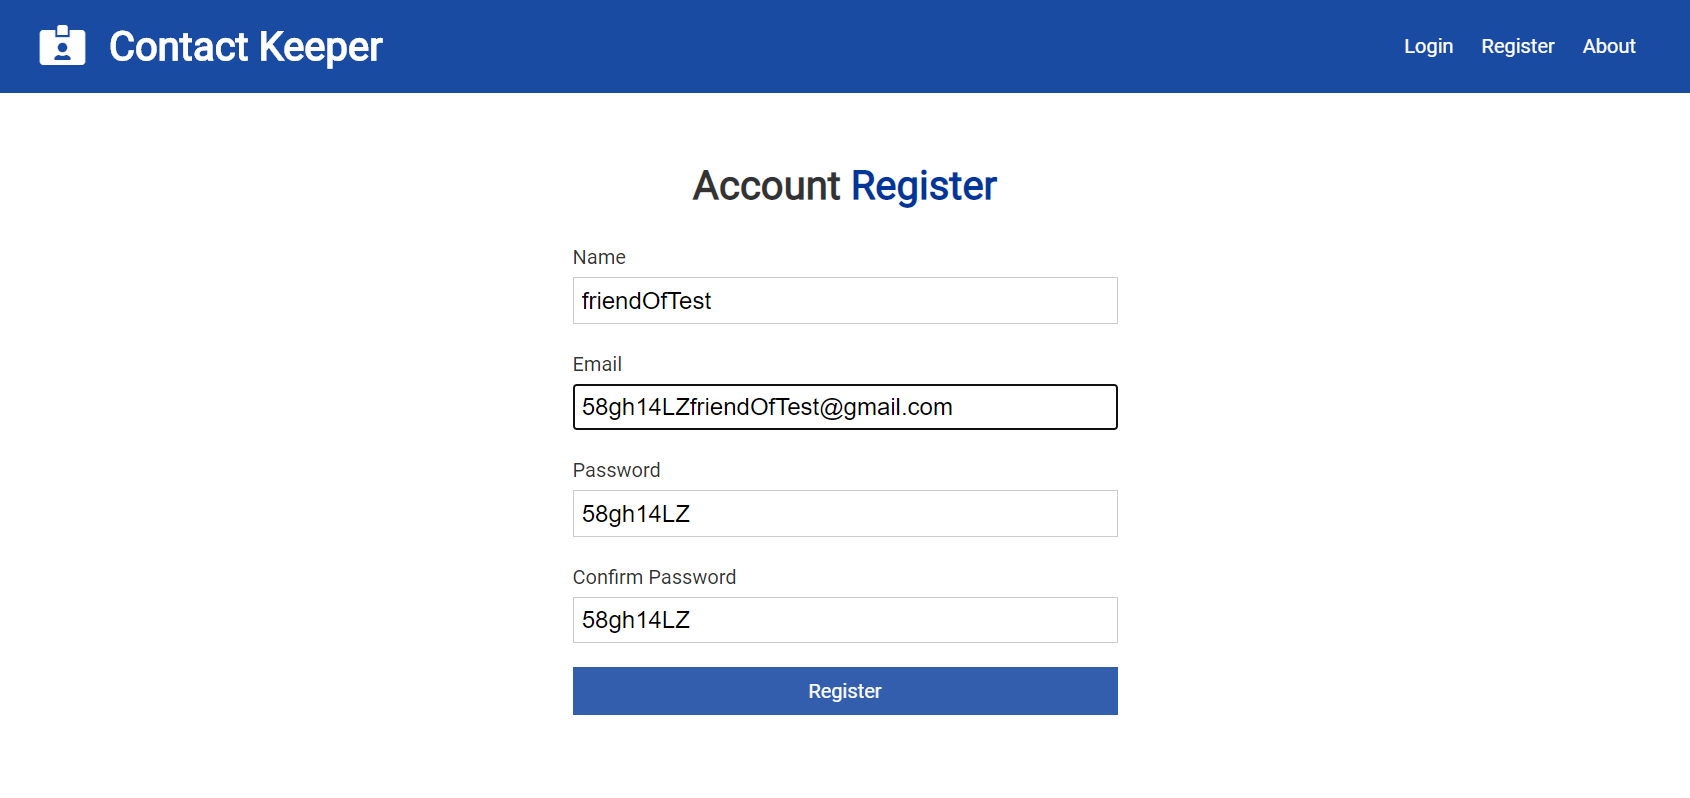 Contact Keeper
Login Register About
Account Register
Name
friendOfTest
Email
58gh14LZfriendOfTest@gmail.com
Password
58gh14LZ
Confirm Password
58gh14LZ
Register